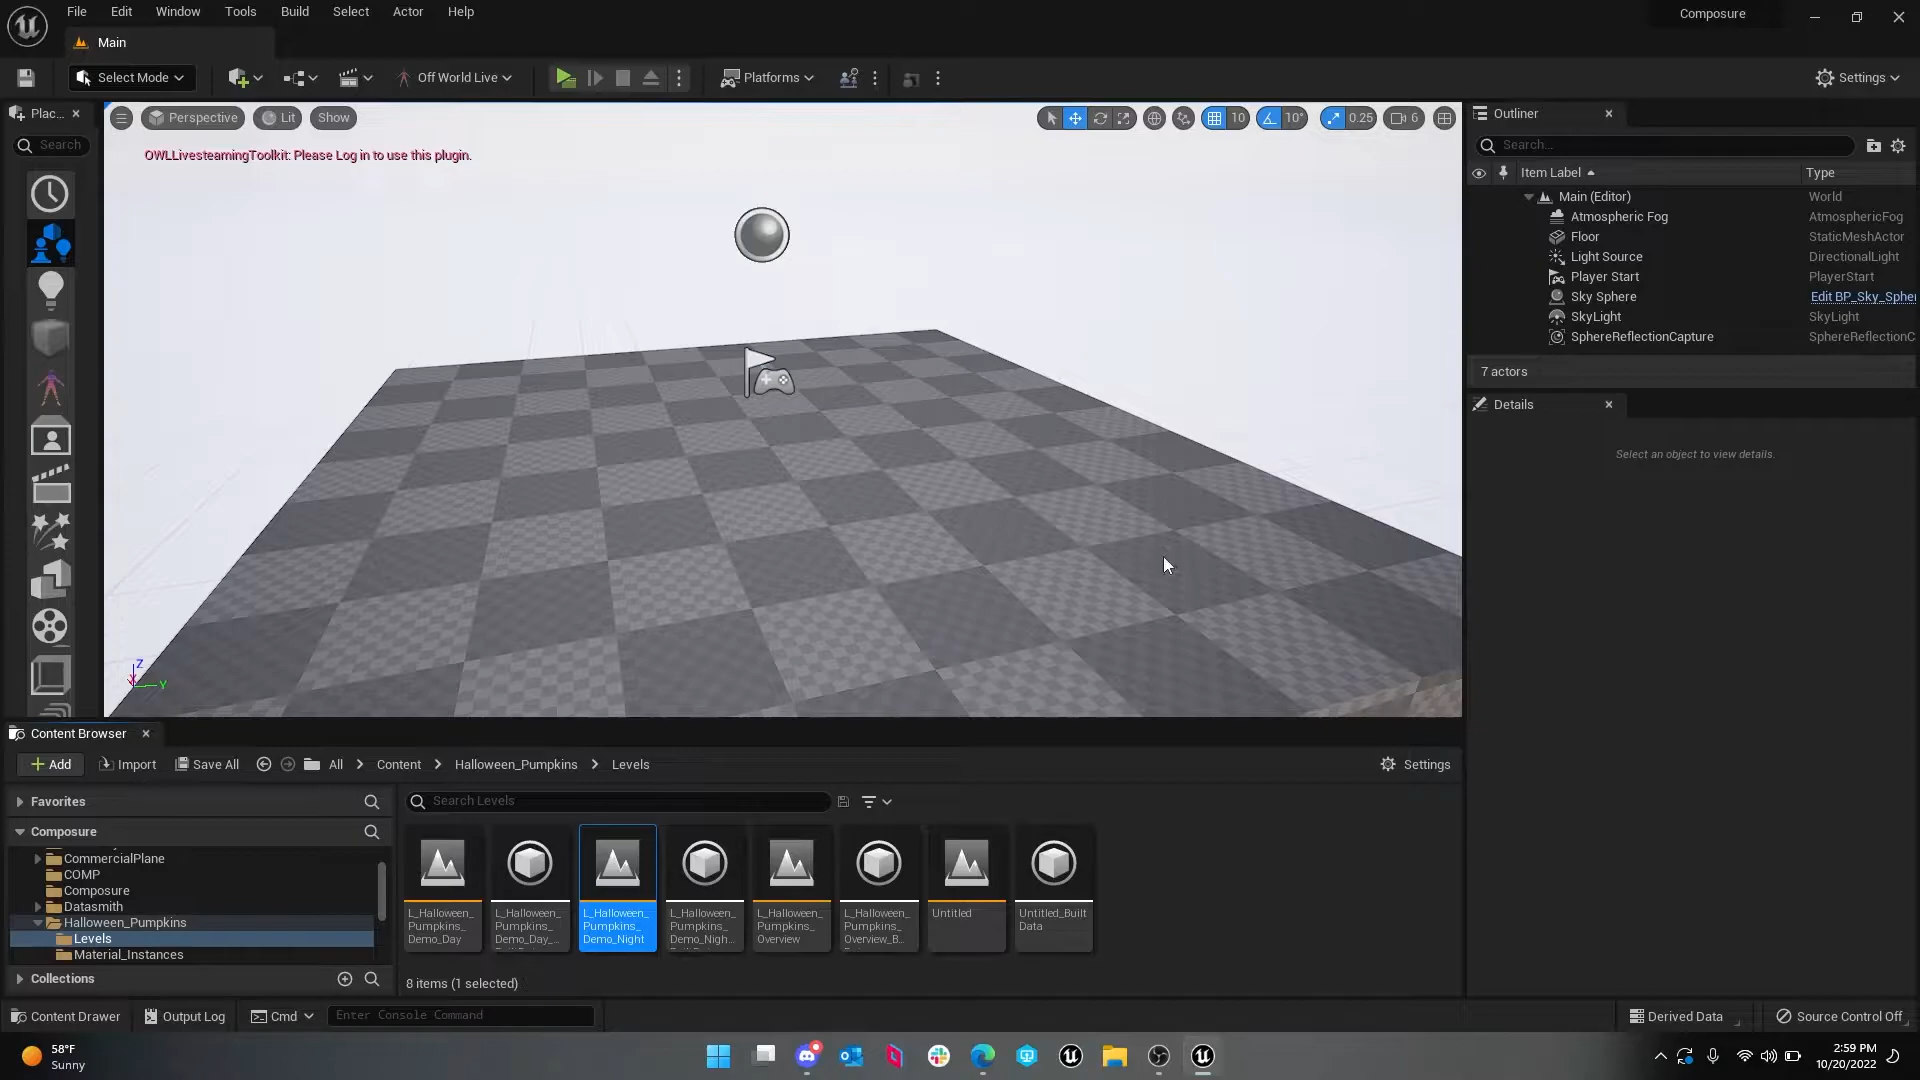 File Edit Window Tools Build Select Actor Help
Composure
Main
Select Mode
Off World Live
Platforms
Settings
Plac...
Search
Perspective
Lit
Show
10
10°
0.25
6
OWLLivesteamingToolkit: Please Log in to use this plugin.
Z
Y
Outliner
Search...
Item Label Type
Main (Editor) World
Atmospheric Fog AtmosphericFog
Floor StaticMeshActor
Light Source DirectionalLight
Player Start PlayerStart
Sky Sphere Edit BP_Sky_Spher
SkyLight SkyLight
SphereReflectionCapture SphereReflectionC
7 actors
Details
Select an object to view details.
Content Browser
Add Import Save All All Content Halloween_Pumpkins Levels Settings
Favorites
Composure
CommercialPlane
COMP
Composure
Datasmith
Halloween_Pumpkins
Levels
Material_Instances
Collections
Search Levels
L_Halloween_
Pumpkins_
Demo_Day
L_Halloween_
Pumpkins_
Demo_Day_...
L_Halloween_
Pumpkins_
Demo_Night
L_Halloween_
Pumpkins_
Demo_Nigh...
L_Halloween_
Pumpkins_
Overview
L_Halloween_
Pumpkins_
Overview_B...
Untitled
Untitled_Built
Data
8 items (1 selected)
Content Drawer Output Log Cmd Enter Console Command Derived Data Source Control Off
58°F
Sunny
2:59 PM
10/20/2022